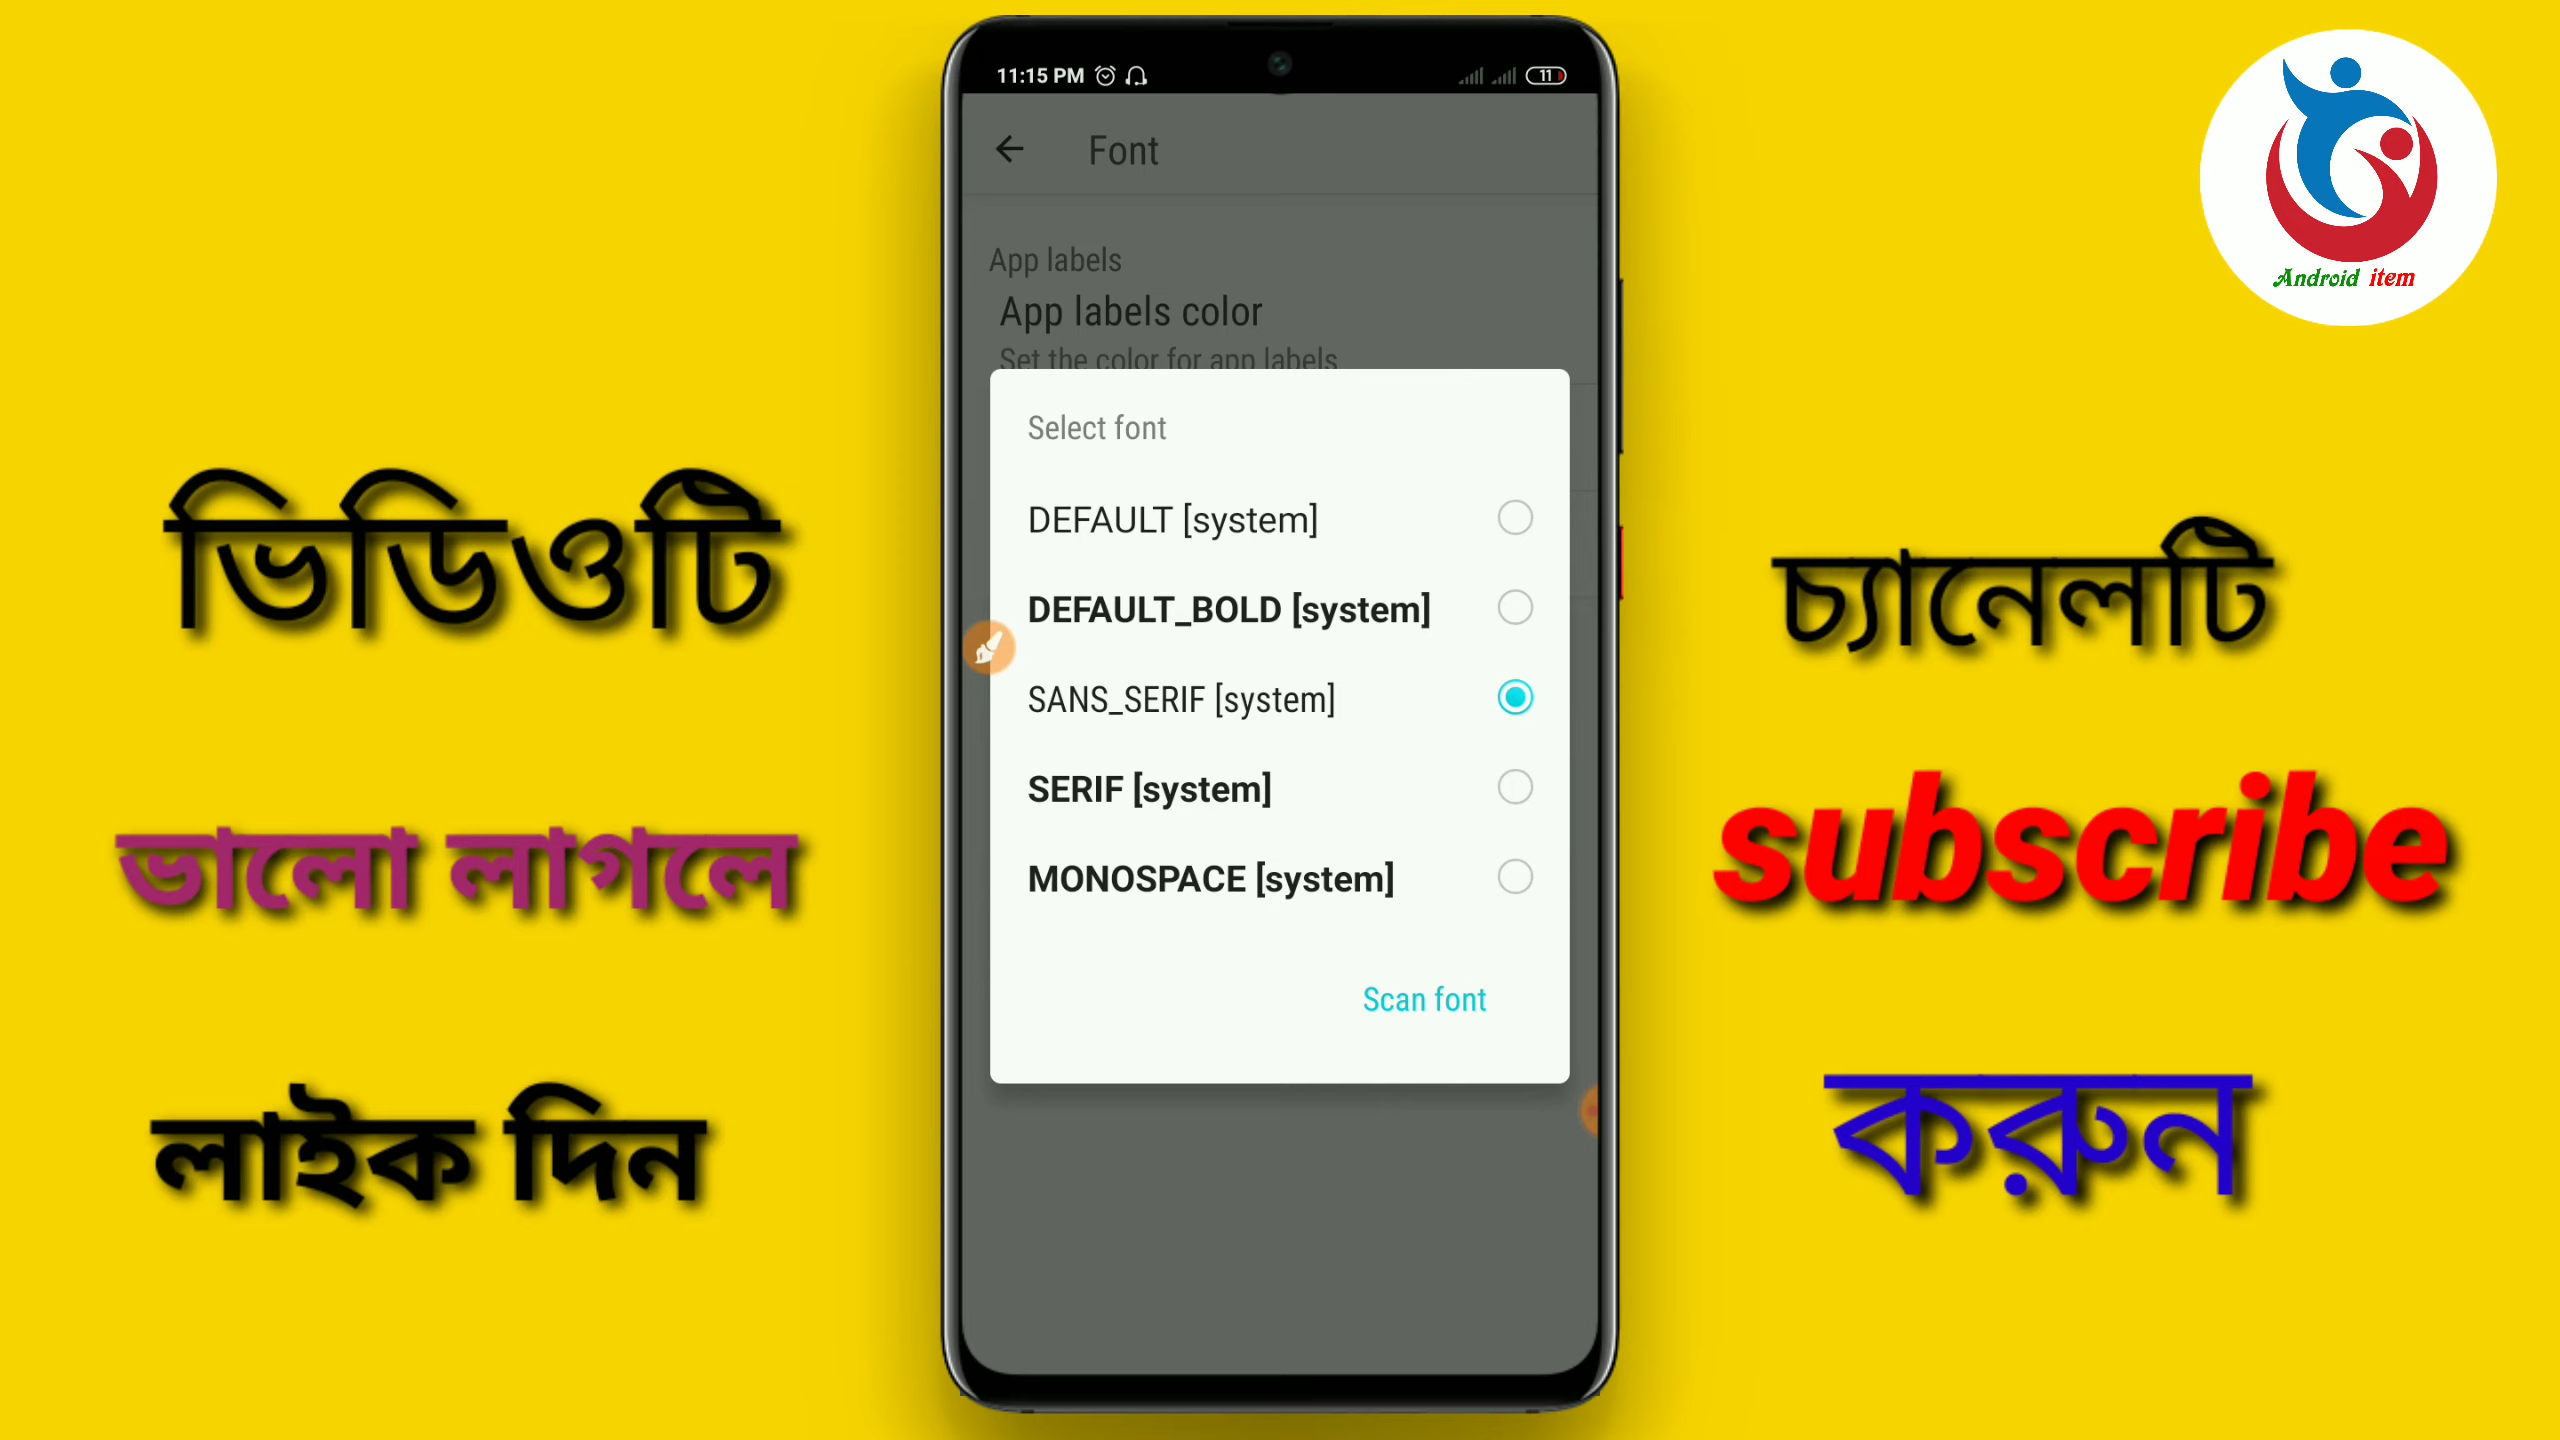 11:15 PM 11
Font
App labels
App labels color
Set the color for app labels
Select font
DEFAULT [system]
DEFAULT_BOLD [system]
SANS_SERIF [system]
SERIF [system]
MONOSPACE [system]
Scan font
ভিডিওটি
ভালো লাগলে
লাইক দিন
Android item
চ্যানেলটি
subscribe
করুন